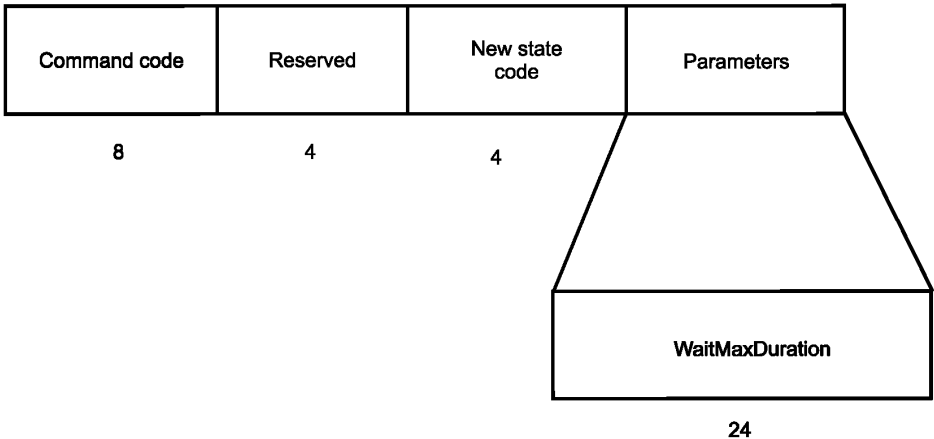 Command code
Reserved
New state
code
Parameters
8
4
4
WaitMaxDuration
24